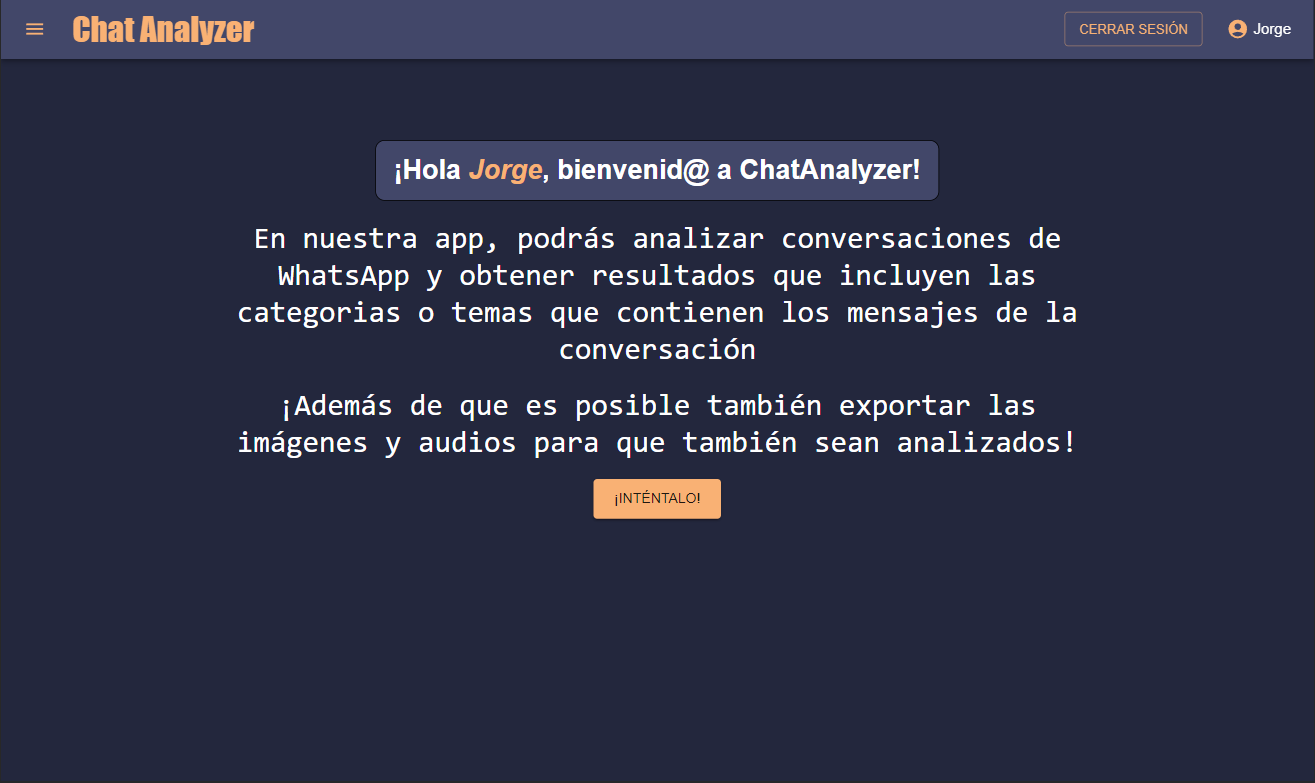 Chat Analyzer
CERRAR SESIÓN
Jorge
¡Hola Jorge, bienvenid@ a ChatAnalyzer!
En nuestra app, podrás analizar conversaciones de
WhatsApp y obtener resultados que incluyen las
categorias o temas que contienen los mensajes de la
conversación
¡Además de que es posible también exportar las
imágenes y audios para que también sean analizados!
¡INTÉNTALO!